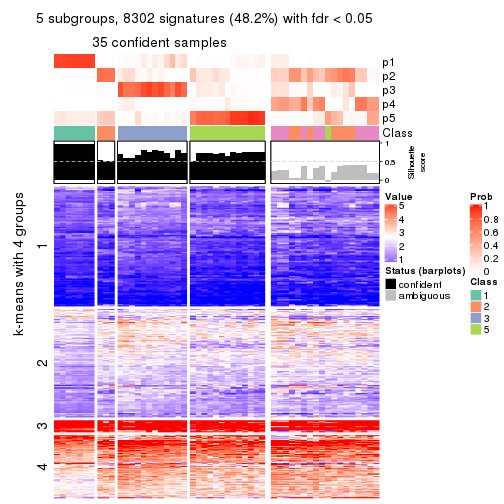 5 subgroups, 8302 signatures (48.2%) with fdr < 0.05
35 confident samples
p1
p2
p3
p4
p5
Class
1
0.5
0
Silhouette
score
k-means with 4 groups
1
2
3
4
Value
5
4
3
2
1
Status (barplots)
confident
ambiguous
Prob
1
0.8
0.6
0.4
0.2
0
Class
1
2
3
5